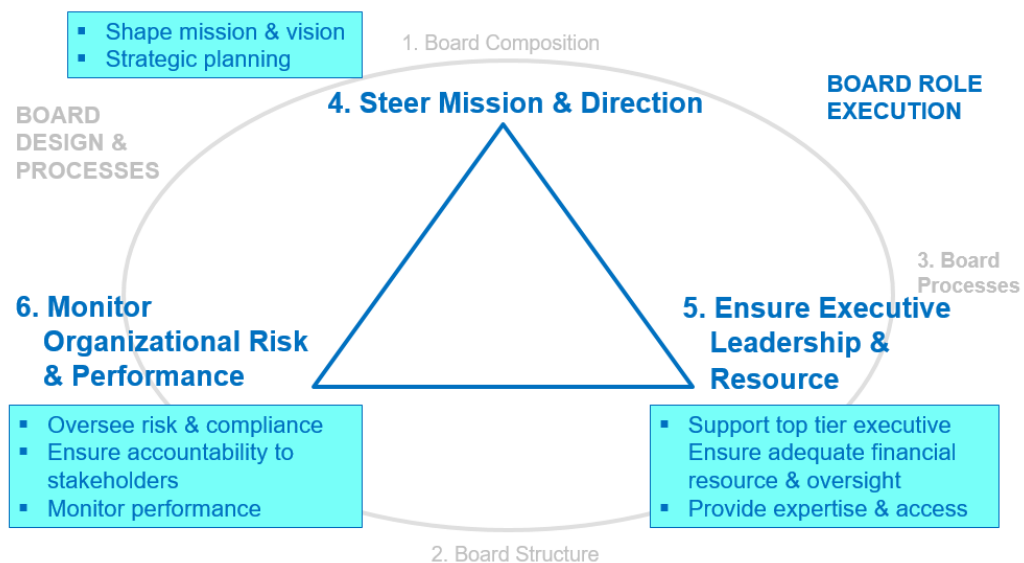 ▪ Shape mission & vision
▪ Strategic planning
1. Board Composition
BOARD ROLE
EXECUTION
4. Steer Mission & Direction
BOARD
DESIGN &
PROCESSES
3. Board
Processes
6. Monitor
Organizational Risk
& Performance
5. Ensure Executive
Leadership &
Resource
▪ Oversee risk & compliance
▪ Ensure accountability to
stakeholders
▪ Monitor performance
▪ Support top tier executive
Ensure adequate financial
resource & oversight
▪ Provide expertise & access
2. Board Structure